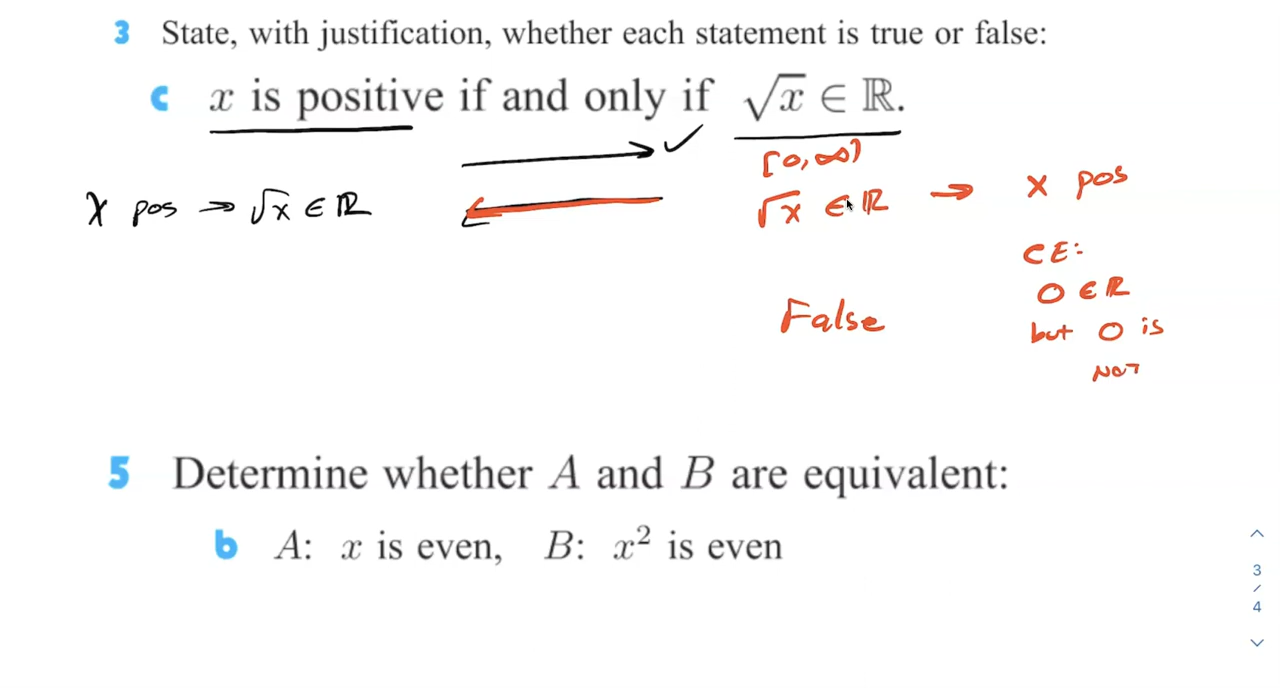 3 State, with justification, whether each statement is true or false:
c x is positive if and only if √x ∈ ℝ.
[0, ∞)
x pos → √x ∈ ℝ
√x ∈ ℝ → x pos
CE:
0 ∈ ℝ
but 0 is
NOT
False
5 Determine whether A and B are equivalent:
b A: x is even, B: x² is even
3
/
4